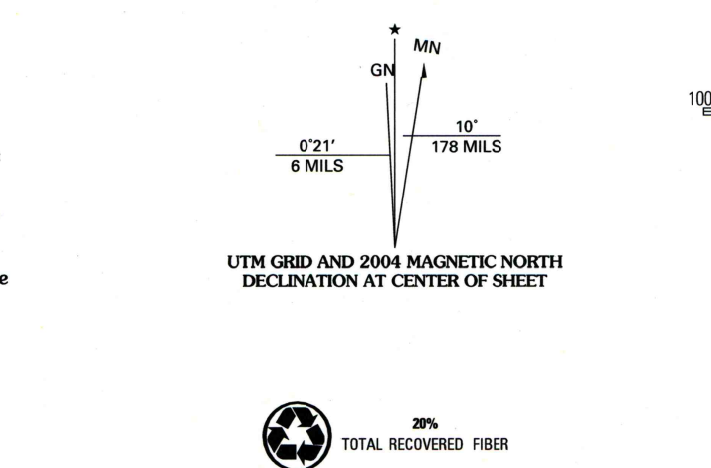 ★
MN
GN
100
E
0°21′
6 MILS
10°
178 MILS
UTM GRID AND 2004 MAGNETIC NORTH
DECLINATION AT CENTER OF SHEET
e
20%
TOTAL RECOVERED FIBER